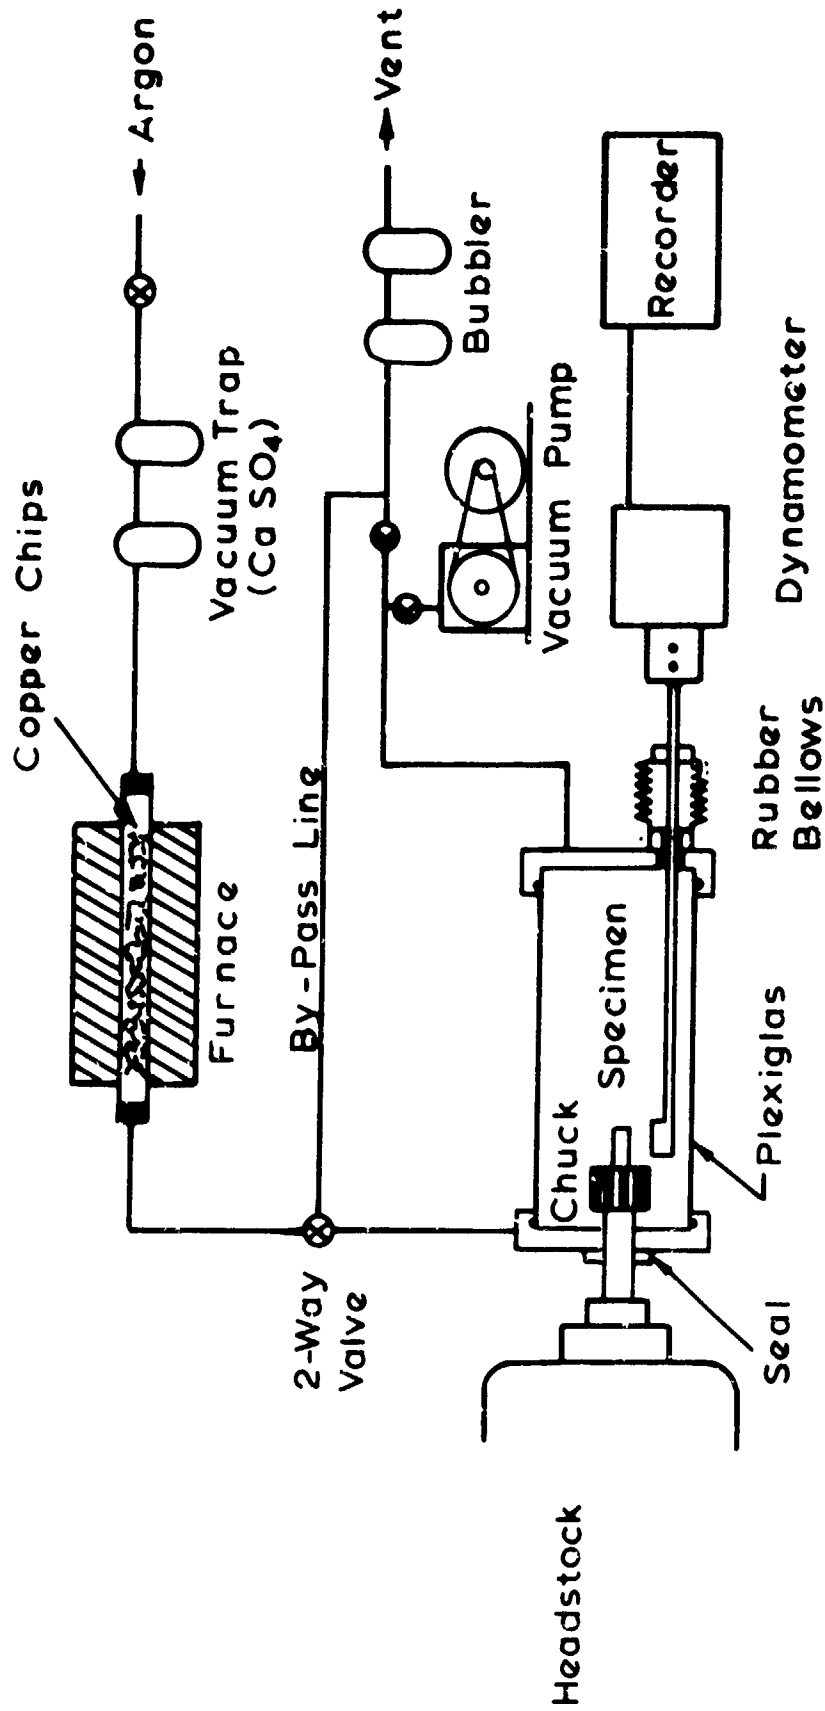 Copper Chips
Argon
Vacuum Trap
(Ca SO4)
Furnace
Vent
By-Pass Line
Bubbler
2-Way
Valve
Vacuum Pump
Chuck
Specimen
Recorder
Headstock
Seal
Plexiglas
Rubber
Bellows
Dynamometer